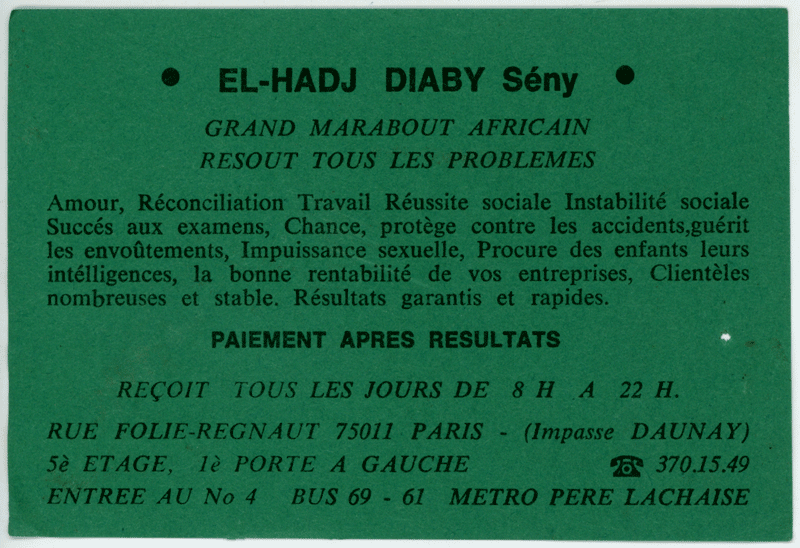 • EL-HADJ DIABY Sény •
GRAND MARABOUT AFRICAIN
RESOUT TOUS LES PROBLEMES
Amour, Réconciliation Travail Réussite sociale Instabilité sociale
Succés aux examens, Chance, protège contre les accidents,guérit
les envoûtements, Impuissance sexuelle, Procure des enfants leurs
intélligences, la bonne rentabilité de vos entreprises, Clientèles
nombreuses et stable. Résultats garantis et rapides.
PAIEMENT APRES RESULTATS
REÇOIT TOUS LES JOURS DE 8 H A 22 H.
RUE FOLIE-REGNAUT 75011 PARIS - (Impasse DAUNAY)
5è ETAGE, 1è PORTE A GAUCHE ☎ 370.15.49
ENTREE AU No 4 BUS 69 - 61 METRO PERE LACHAISE